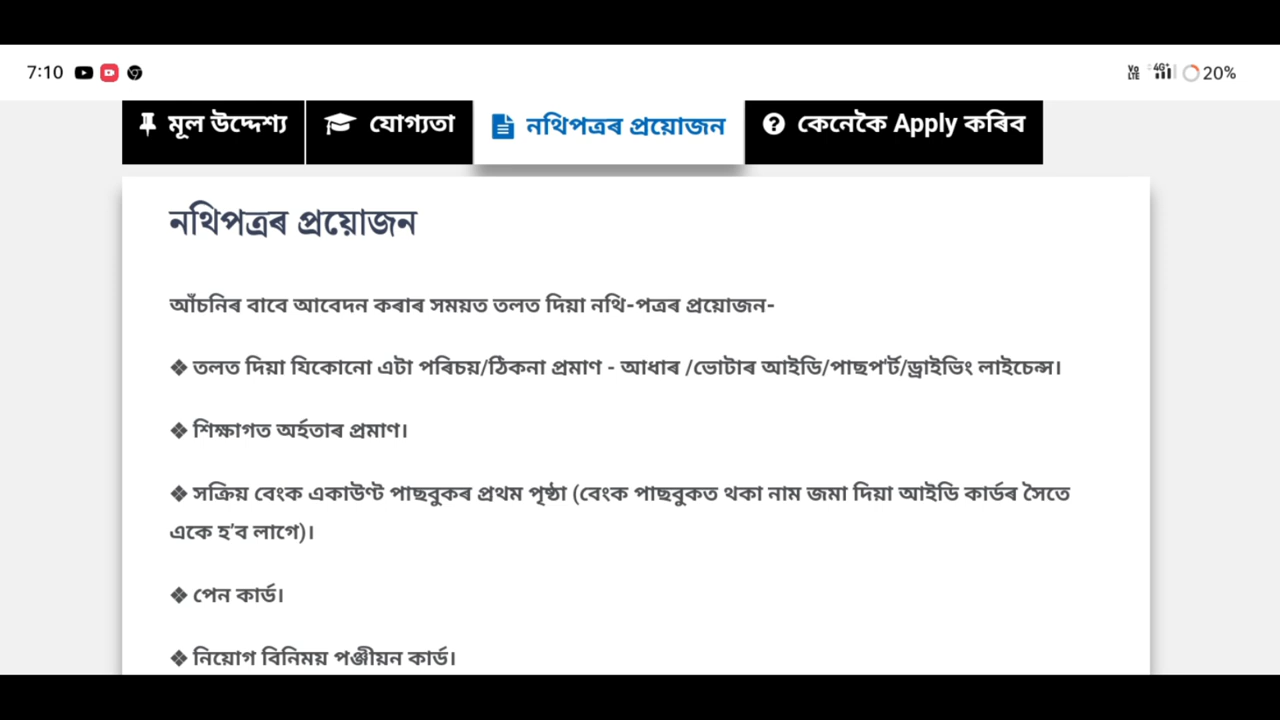 7:10
Vo LTE 4G+ 20%
মূল উদ্দেশ্য যোগ্যতা নথিপত্ৰৰ প্ৰয়োজন কেনেকৈ Apply কৰিব
নথিপত্ৰৰ প্ৰয়োজন
আঁচনিৰ বাবে আবেদন কৰাৰ সময়ত তলত দিয়া নথি-পত্ৰৰ প্ৰয়োজন-
❖ তলত দিয়া যিকোনো এটা পৰিচয়/ঠিকনা প্ৰমাণ - আধাৰ /ভোটাৰ আইডি/পাছপ'ৰ্ট/ড্ৰাইভিং লাইচেন্স।
❖ শিক্ষাগত অৰ্হতাৰ প্ৰমাণ।
❖ সক্ৰিয় বেংক একাউণ্ট পাছবুকৰ প্ৰথম পৃষ্ঠা (বেংক পাছবুকত থকা নাম জমা দিয়া আইডি কাৰ্ডৰ সৈতে
একে হ'ব লাগে)।
❖ পেন কাৰ্ড।
❖ নিয়োগ বিনিময় পঞ্জীয়ন কাৰ্ড।